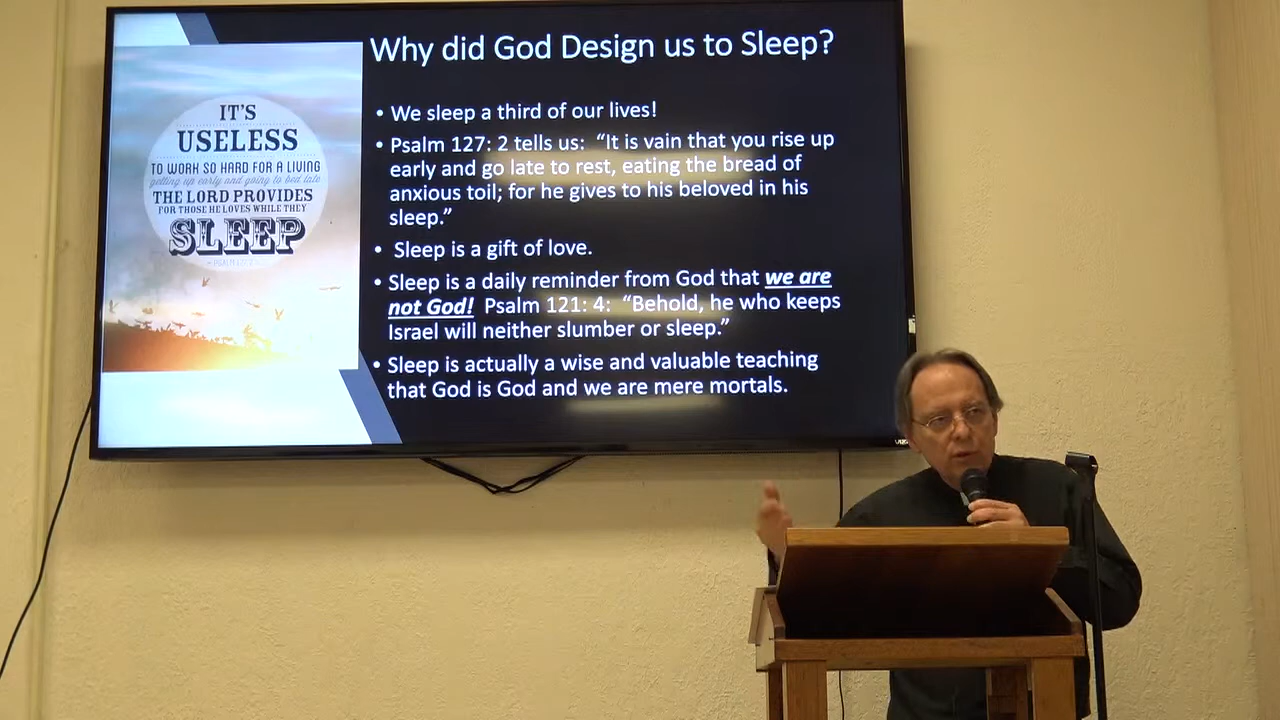 Why did God Design us to Sleep?
IT'S
USELESS
TO WORK SO HARD FOR A LIVING
getting up early and going to bed late
THE LORD PROVIDES
FOR THOSE HE LOVES WHILE THEY
SLEEP
• We sleep a third of our lives!
• Psalm 127: 2 tells us: “It is vain that you rise up
early and go late to rest, eating the bread of
anxious toil; for he gives to his beloved in his
sleep.”
• Sleep is a gift of love.
• Sleep is a daily reminder from God that we are
not God! Psalm 121: 4: “Behold, he who keeps
Israel will neither slumber or sleep.”
• Sleep is actually a wise and valuable teaching
that God is God and we are mere mortals.